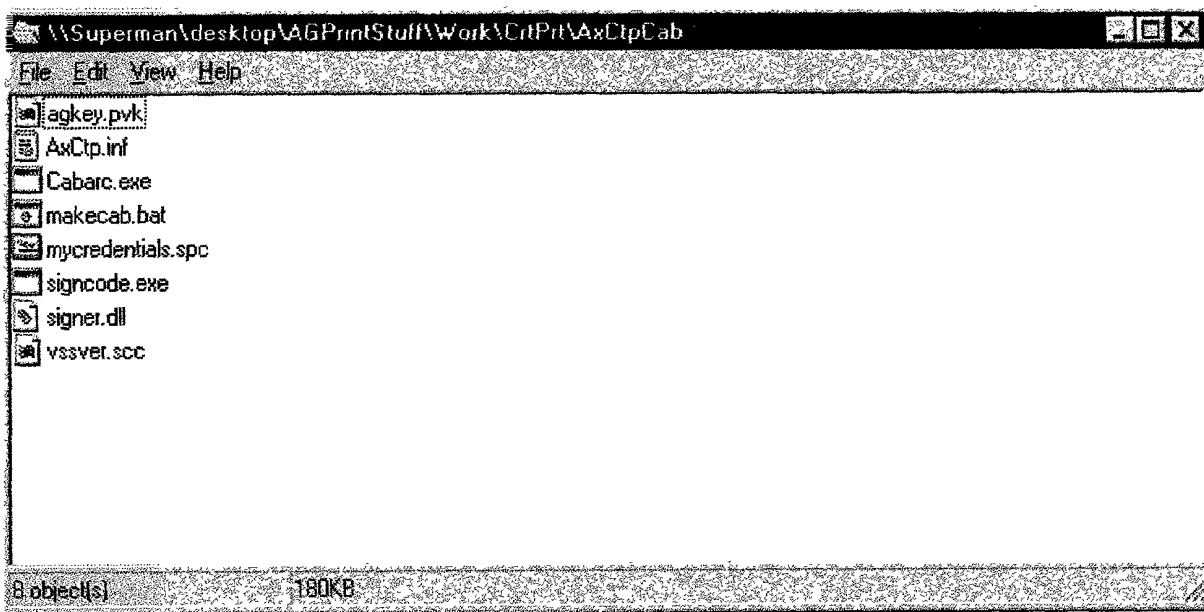 \\Superman\desktop\AGPrintStuff\Work\CrtPrt\AxCtpCab
File Edit View Help
agkey.pvk
AxCtp.inf
Cabarc.exe
makecab.bat
mycredentials.spc
signcode.exe
signer.dll
vssver.scc
8 object(s) 180KB